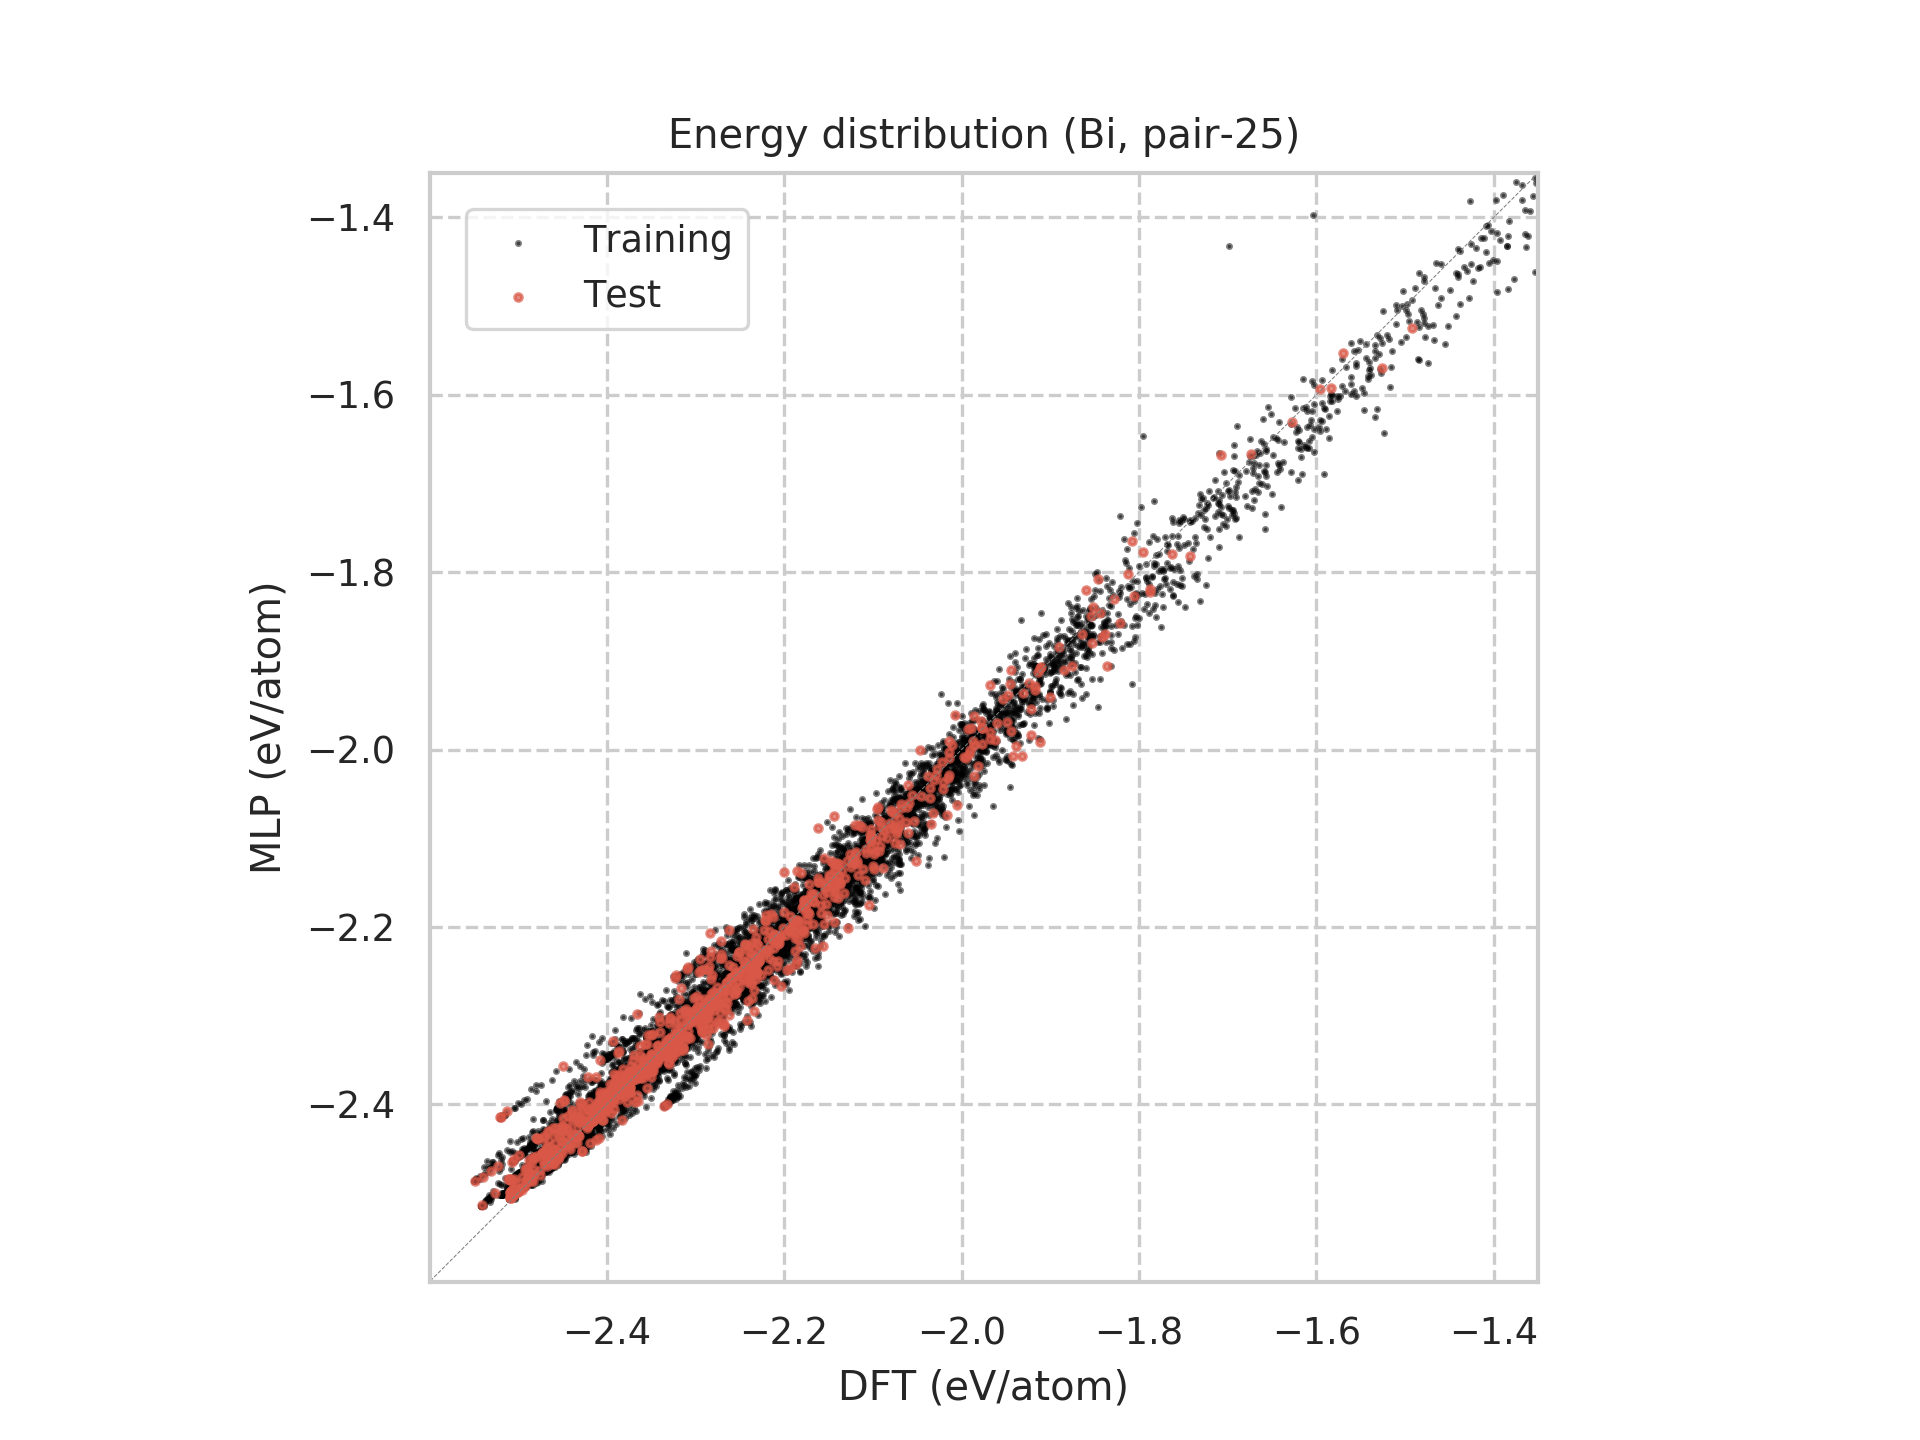 Energy distribution (Bi, pair-25)
Training
Test
−1.4
−1.6
−1.8
−2.0
−2.2
−2.4
MLP (eV/atom)
−2.4 −2.2 −2.0 −1.8 −1.6 −1.4
DFT (eV/atom)